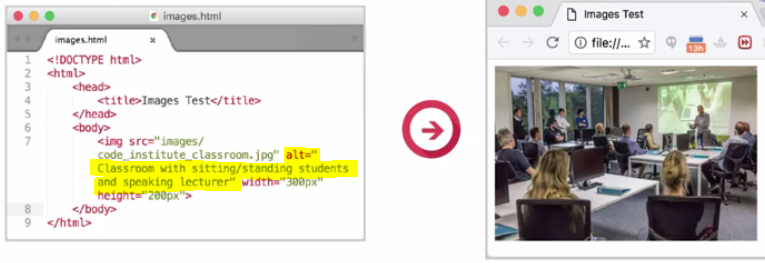 images.html
images.html ×
1 <!DOCTYPE html>
2 <html>
3 <head>
4 <title>Images Test</title>
5 </head>
6 <body>
7 <img src="images/
code_institute_classroom.jpg" alt="
Classroom with sitting/standing students
and speaking lecturer" width="300px"
height="200px">
8 </body>
9 </html>
Images Test ×
file://...
13h